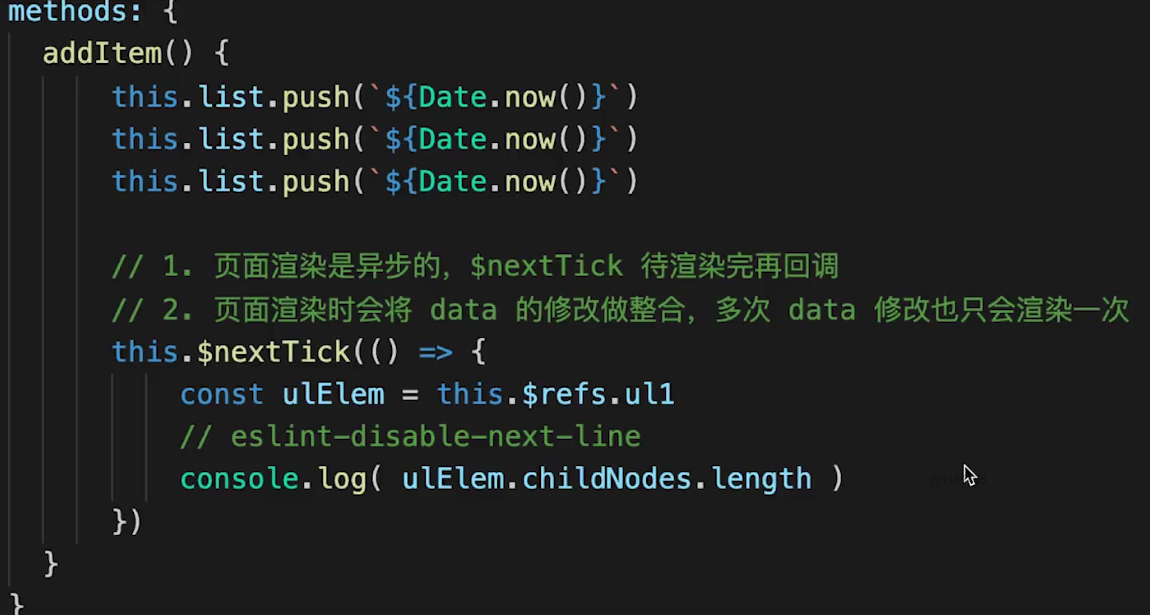 methods: {
addItem() {
this.list.push(`${Date.now()}`)
this.list.push(`${Date.now()}`)
this.list.push(`${Date.now()}`)
// 1. 页面渲染是异步的，$nextTick 待渲染完再回调
// 2. 页面渲染时会将 data 的修改做整合，多次 data 修改也只会渲染一次
this.$nextTick(() => {
const ulElem = this.$refs.ul1
// eslint-disable-next-line
console.log( ulElem.childNodes.length )
})
}
}